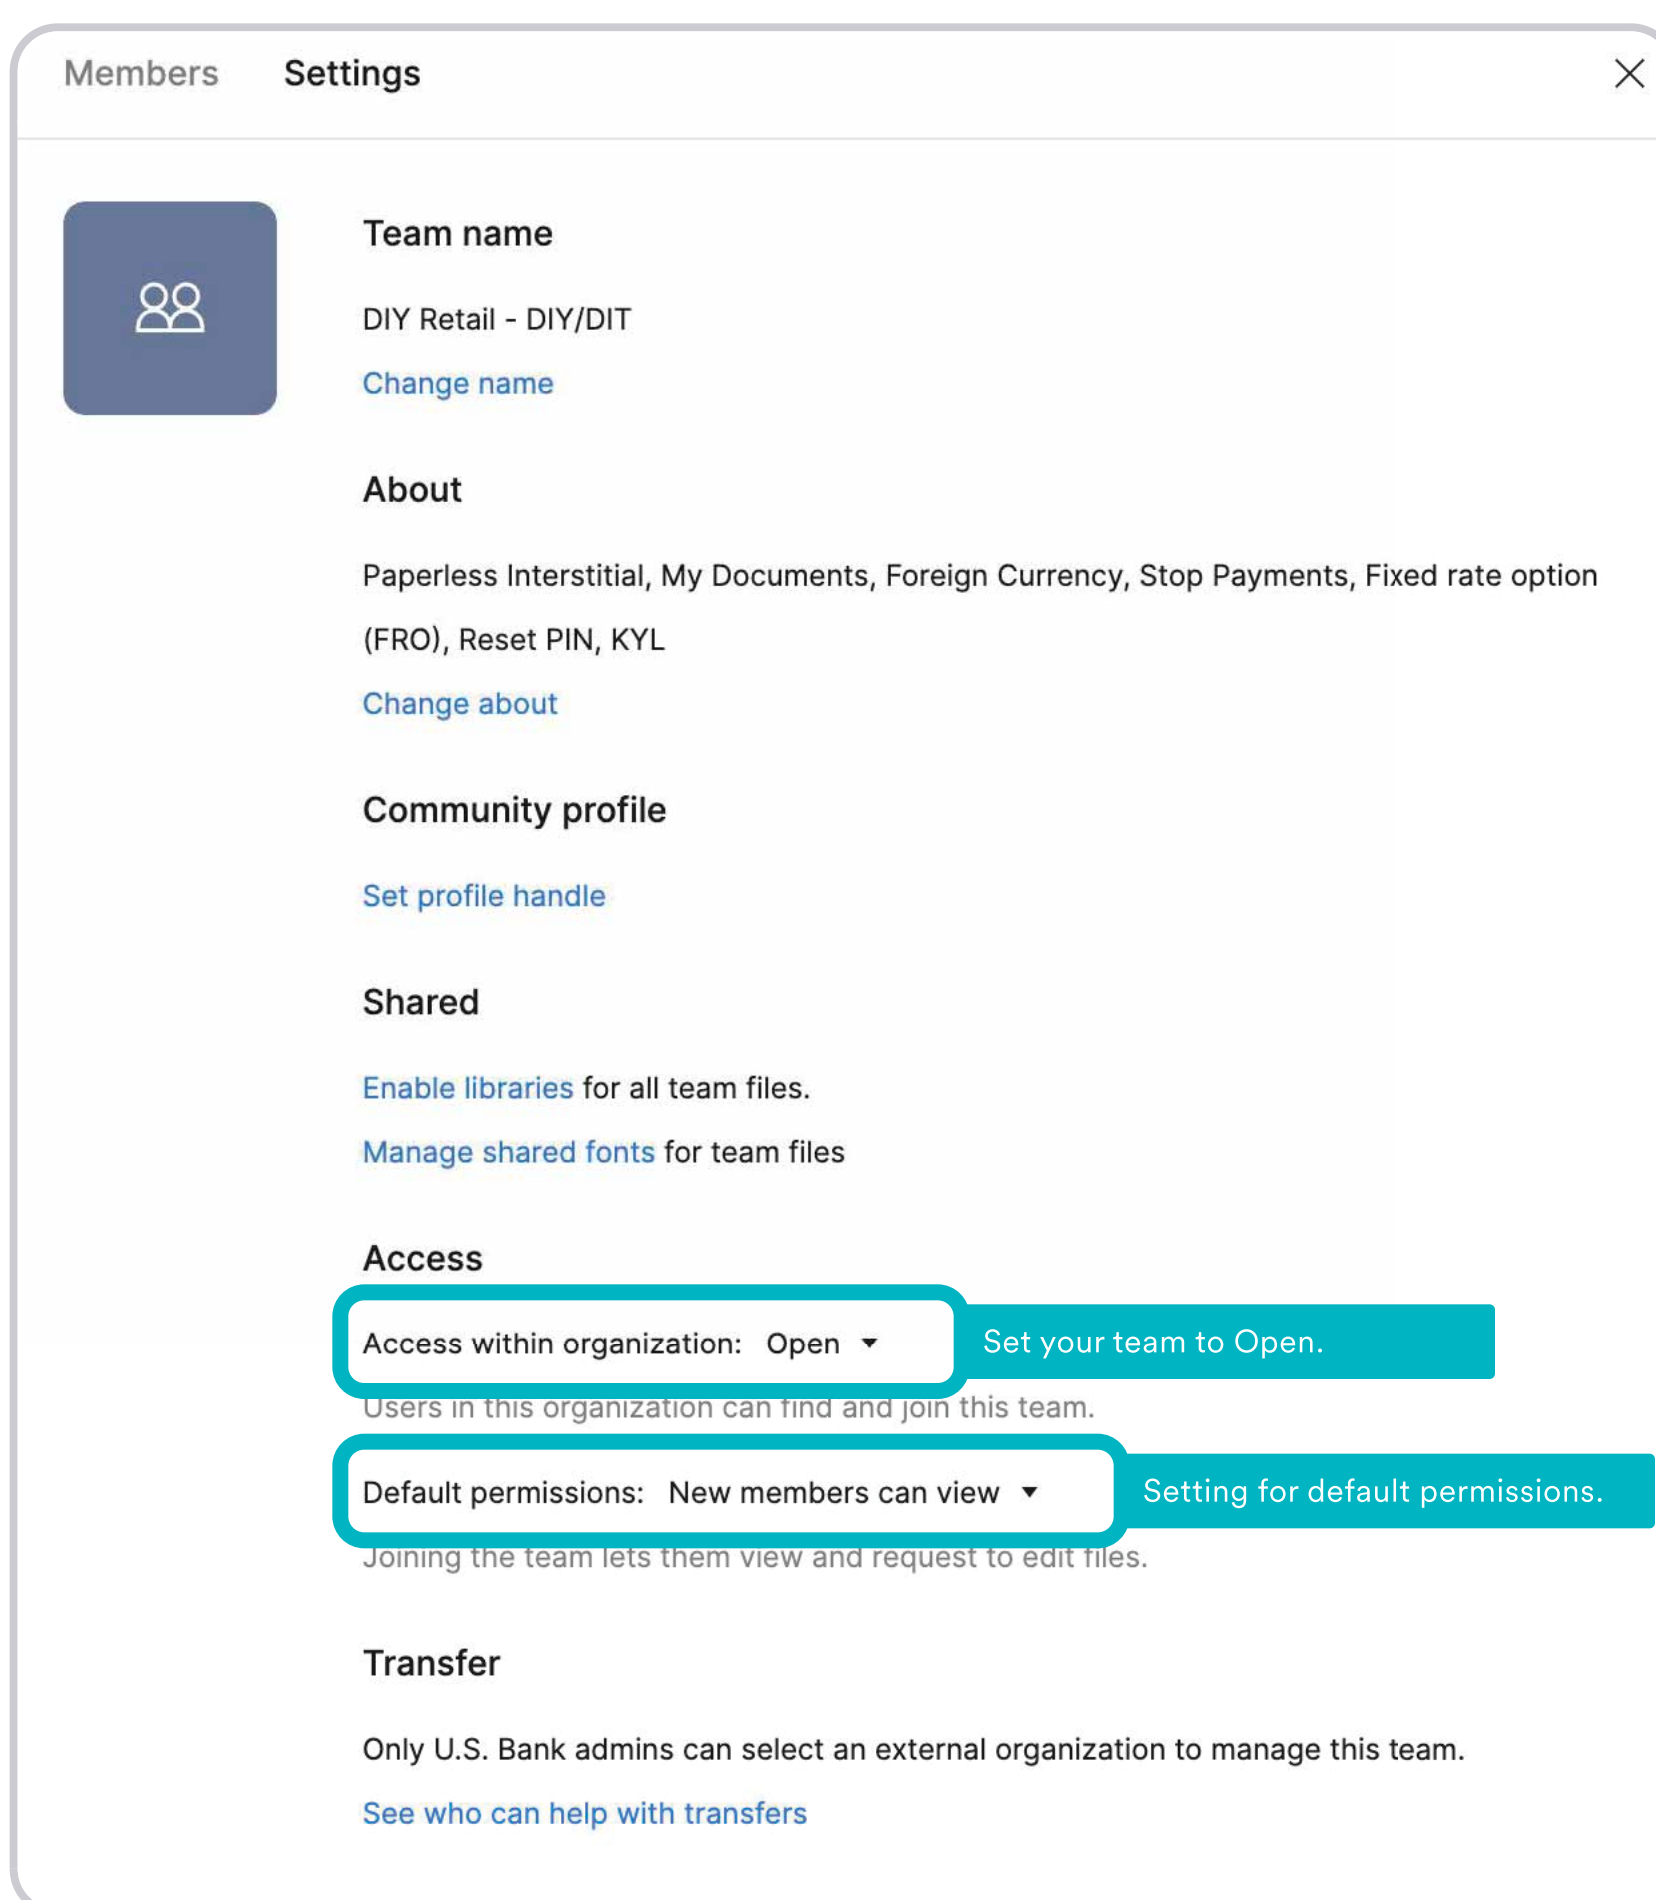 Members Settings
Team name
DIY Retail - DIY/DIT
Change name
About
Paperless Interstitial, My Documents, Foreign Currency, Stop Payments, Fixed rate option
(FRO), Reset PIN, KYL
Change about
Community profile
Set profile handle
Shared
Enable libraries for all team files.
Manage shared fonts for team files
Access
Access within organization: Open Set your team to Open.
Users in this organization can find and join this team.
Default permissions: New members can view Setting for default permissions.
Joining the team lets them view and request to edit files.
Transfer
Only U.S. Bank admins can select an external organization to manage this team.
See who can help with transfers